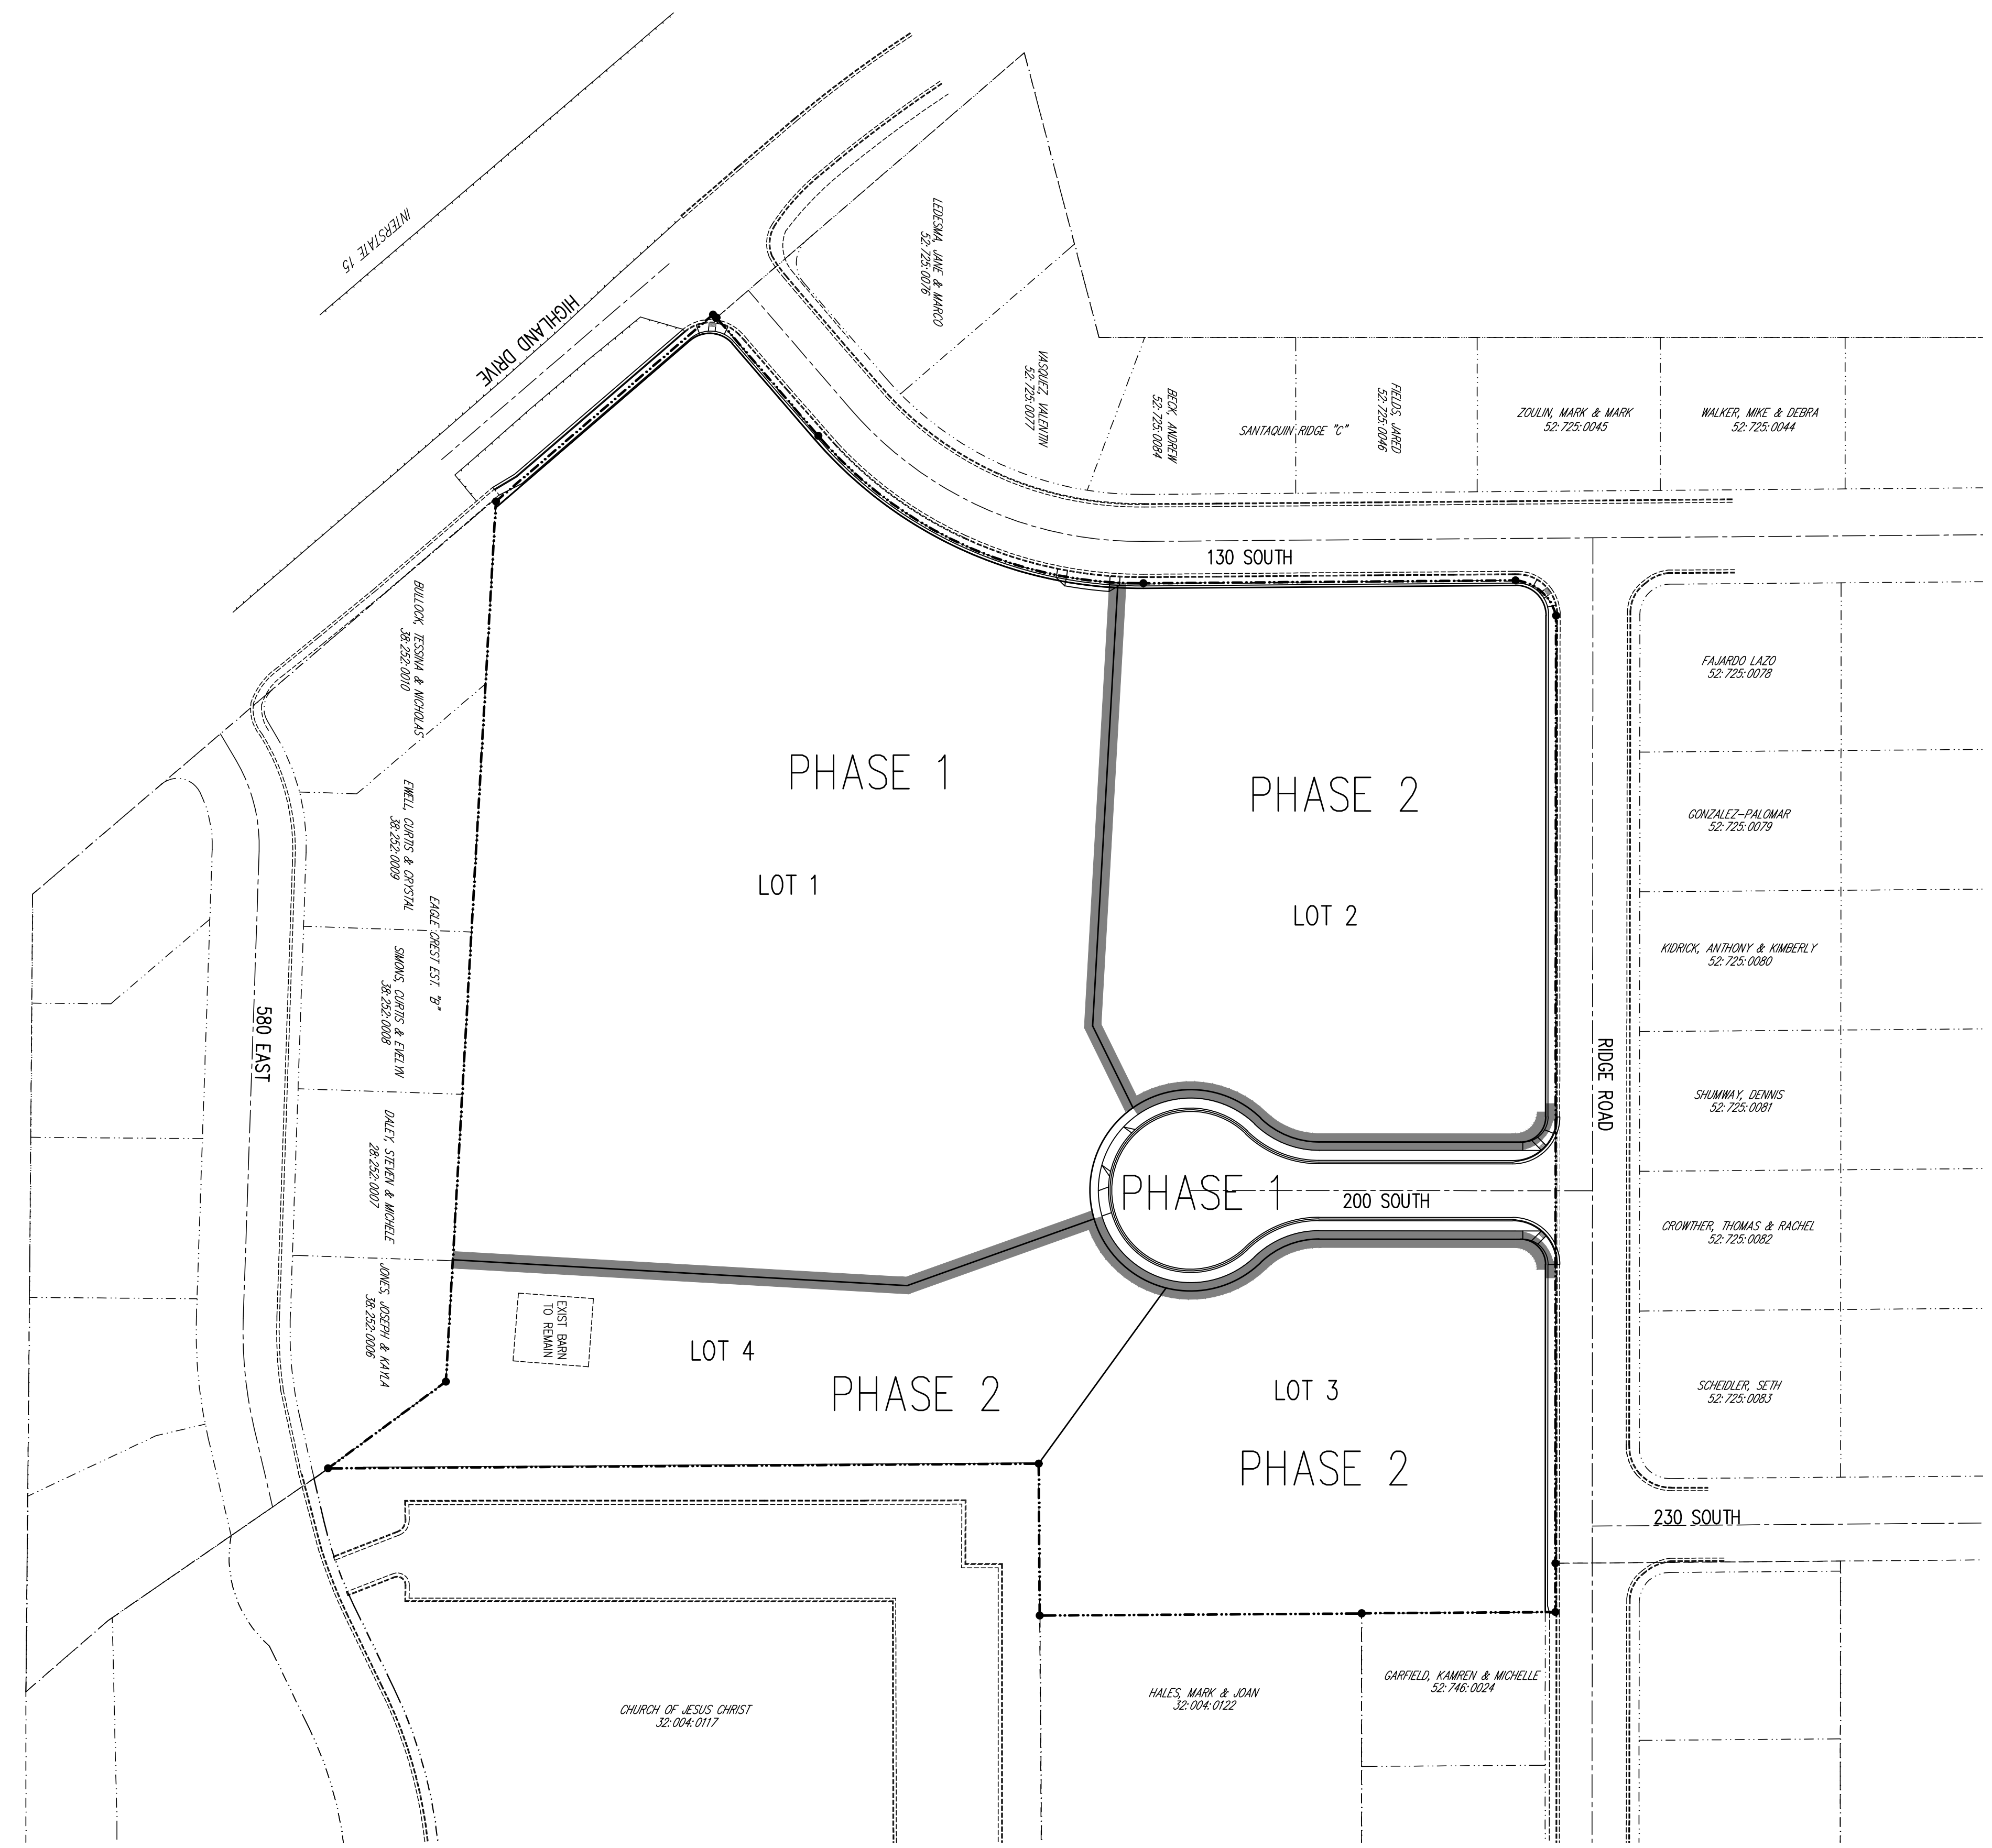 INTERSTATE 15
HIGHLAND DRIVE
LEDESMA, JANE & MARCO
52:725:0076
VASQUEZ, VALENTIN
52:725:0077
BECK, ANDREW
52:725:0084
SANTAQUIN RIDGE "C"
FIELDS, JARED
52:725:0046
ZOULIN, MARK & MARK
52:725:0045
WALKER, MIKE & DEBRA
52:725:0044
130 SOUTH
BULLOCK, TESSINA & NICHOLAS
38:252:0010
EWELL, CURTIS & CRYSTAL
38:252:0009
EAGLE CREST EST. "B"
SIMONS, CURTIS & EVELYN
38:252:0008
DALEY, STEVEN & MICHELE
28:252:0007
JONES, JOSEPH & KAYLA
38:252:0006
580 EAST
PHASE 1
LOT 1
PHASE 2
LOT 2
FAJARDO LAZO
52:725:0078
GONZALEZ-PALOMAR
52:725:0079
KIDRICK, ANTHONY & KIMBERLY
52:725:0080
RIDGE ROAD
SHUMWAY, DENNIS
52:725:0081
CROWTHER, THOMAS & RACHEL
52:725:0082
SCHEIDLER, SETH
52:725:0083
PHASE 1
200 SOUTH
EXIST BARN
TO REMAIN
LOT 4
PHASE 2
LOT 3
PHASE 2
230 SOUTH
CHURCH OF JESUS CHRIST
32:004:0117
HALES, MARK & JOAN
32:004:0122
GARFIELD, KAMREN & MICHELLE
52:746:0024